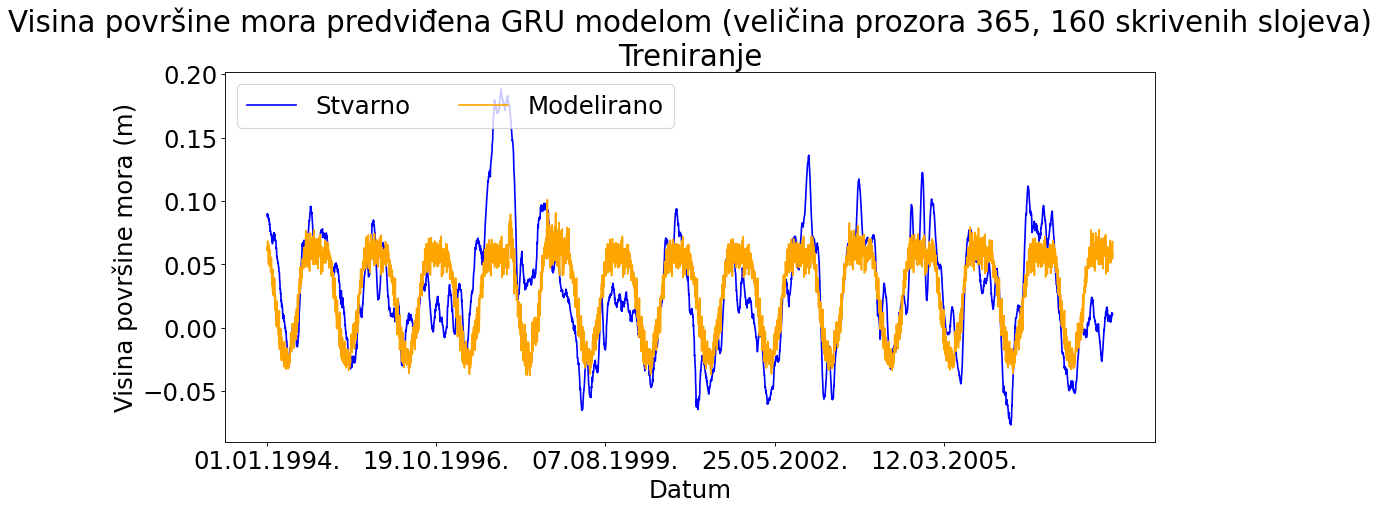 Visina površine mora predviđena GRU modelom (veličina prozora 365, 160 skrivenih slojeva)
Treniranje
Stvarno
Modelirano
Visina površine mora (m)
0.20
0.15
0.10
0.05
0.00
−0.05
01.01.1994.
19.10.1996.
07.08.1999.
25.05.2002.
12.03.2005.
Datum